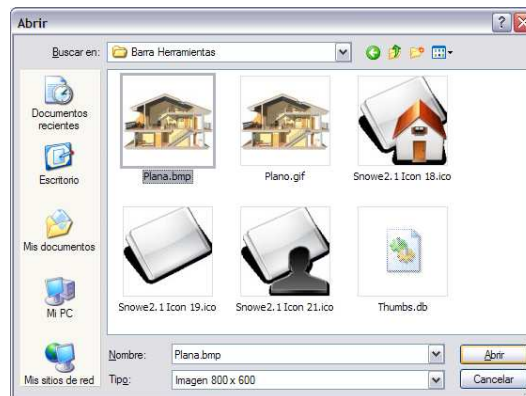 Abrir
Buscar en:
Barra Herramientas
Documentos
recientes
Escritorio
Mis documentos
Mi PC
Mis sitios de red
Plana.bmp
Plano.gif
Snowe2.1 Icon 18.ico
Snowe2.1 Icon 19.ico
Snowe2.1 Icon 21.ico
Thumbs.db
Nombre:
Plana.bmp
Abrir
Tipo:
Imagen 800 x 600
Cancelar